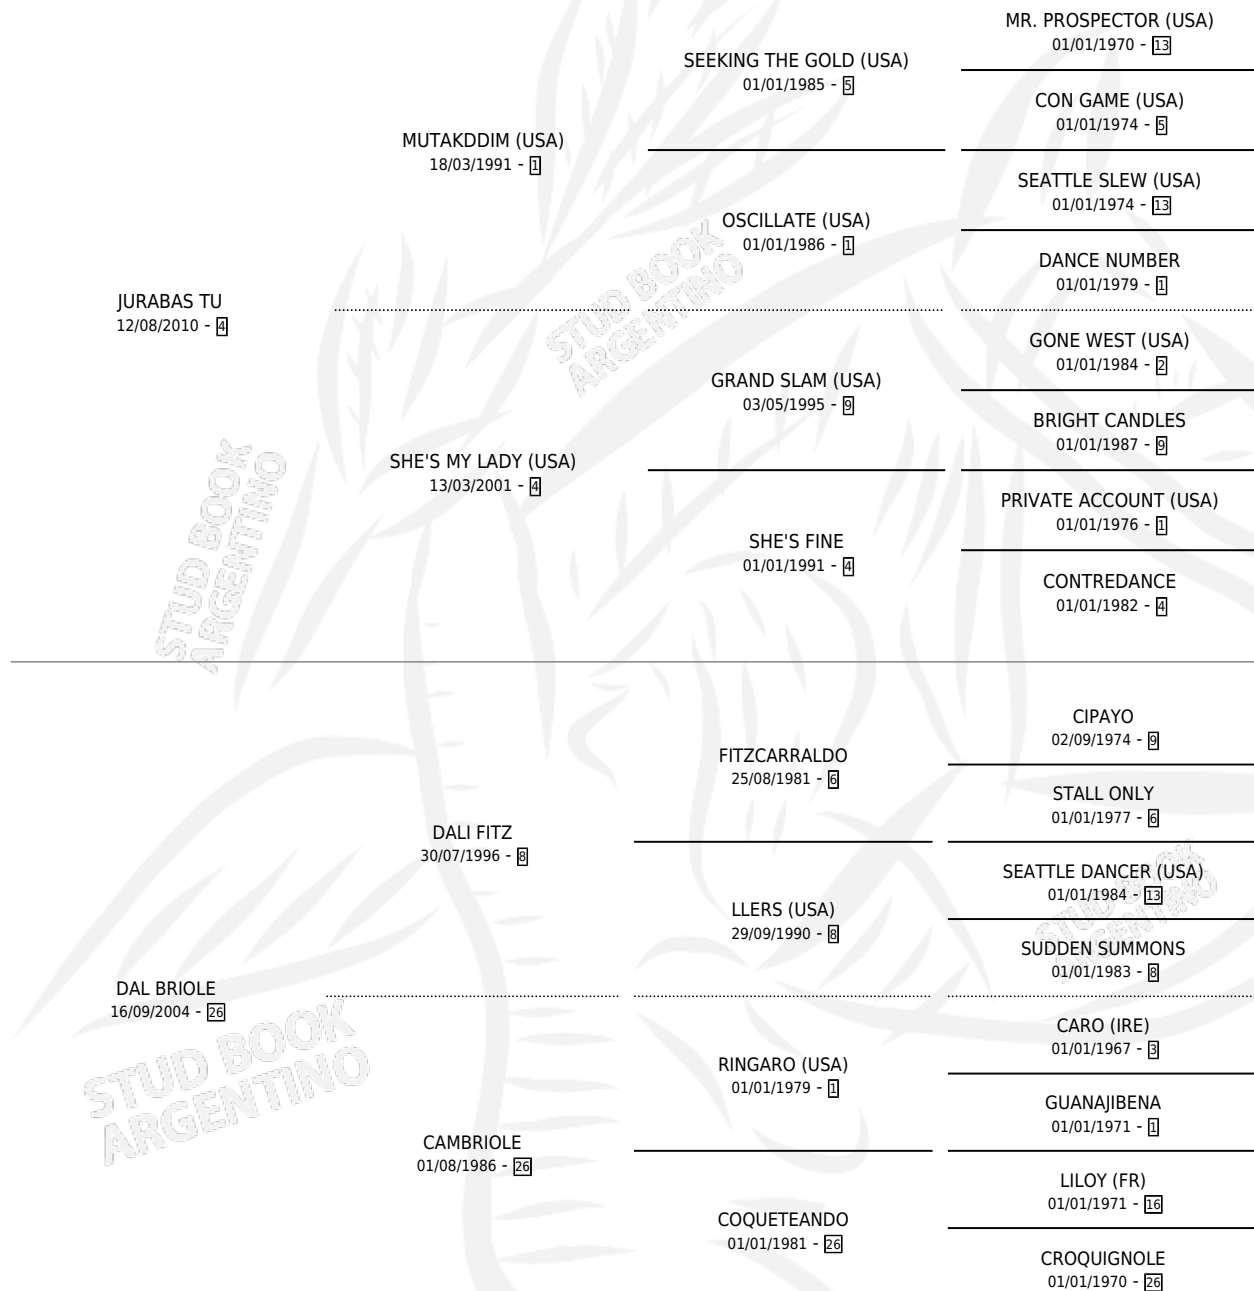 MR. PROSPECTOR (USA)
01/01/1970 - 13
SEEKING THE GOLD (USA)
01/01/1985 - 5
CON GAME (USA)
01/01/1974 - 5
MUTAKDDIM (USA)
18/03/1991 - 1
SEATTLE SLEW (USA)
01/01/1974 - 13
OSCILLATE (USA)
01/01/1986 - 1
DANCE NUMBER
01/01/1979 - 1
JURABAS TU
12/08/2010 - 4
STUD BOOK
ARGENTINO
GONE WEST (USA)
01/01/1984 - 2
GRAND SLAM (USA)
03/05/1995 - 9
BRIGHT CANDLES
01/01/1987 - 9
SHE'S MY LADY (USA)
13/03/2001 - 4
PRIVATE ACCOUNT (USA)
01/01/1976 - 1
SHE'S FINE
01/01/1991 - 4
CONTREDANCE
01/01/1982 - 4
STUD BOOK
ARGENTINO
CIPAYO
02/09/1974 - 9
FITZCARRALDO
25/08/1981 - 6
STALL ONLY
01/01/1977 - 6
DALI FITZ
30/07/1996 - 8
SEATTLE DANCER (USA)
01/01/1984 - 13
LLERS (USA)
29/09/1990 - 8
STUD BOOK
ARGENTINO
SUDDEN SUMMONS
01/01/1983 - 8
DAL BRIOLE
16/09/2004 - 26
STUD BOOK
ARGENTINO
CARO (IRE)
01/01/1967 - 3
RINGARO (USA)
01/01/1979 - 1
GUANAJIBENA
01/01/1971 - 1
CAMBRIOLE
01/08/1986 - 26
LILOY (FR)
01/01/1971 - 16
COQUETEANDO
01/01/1981 - 26
CROQUIGNOLE
01/01/1970 - 26